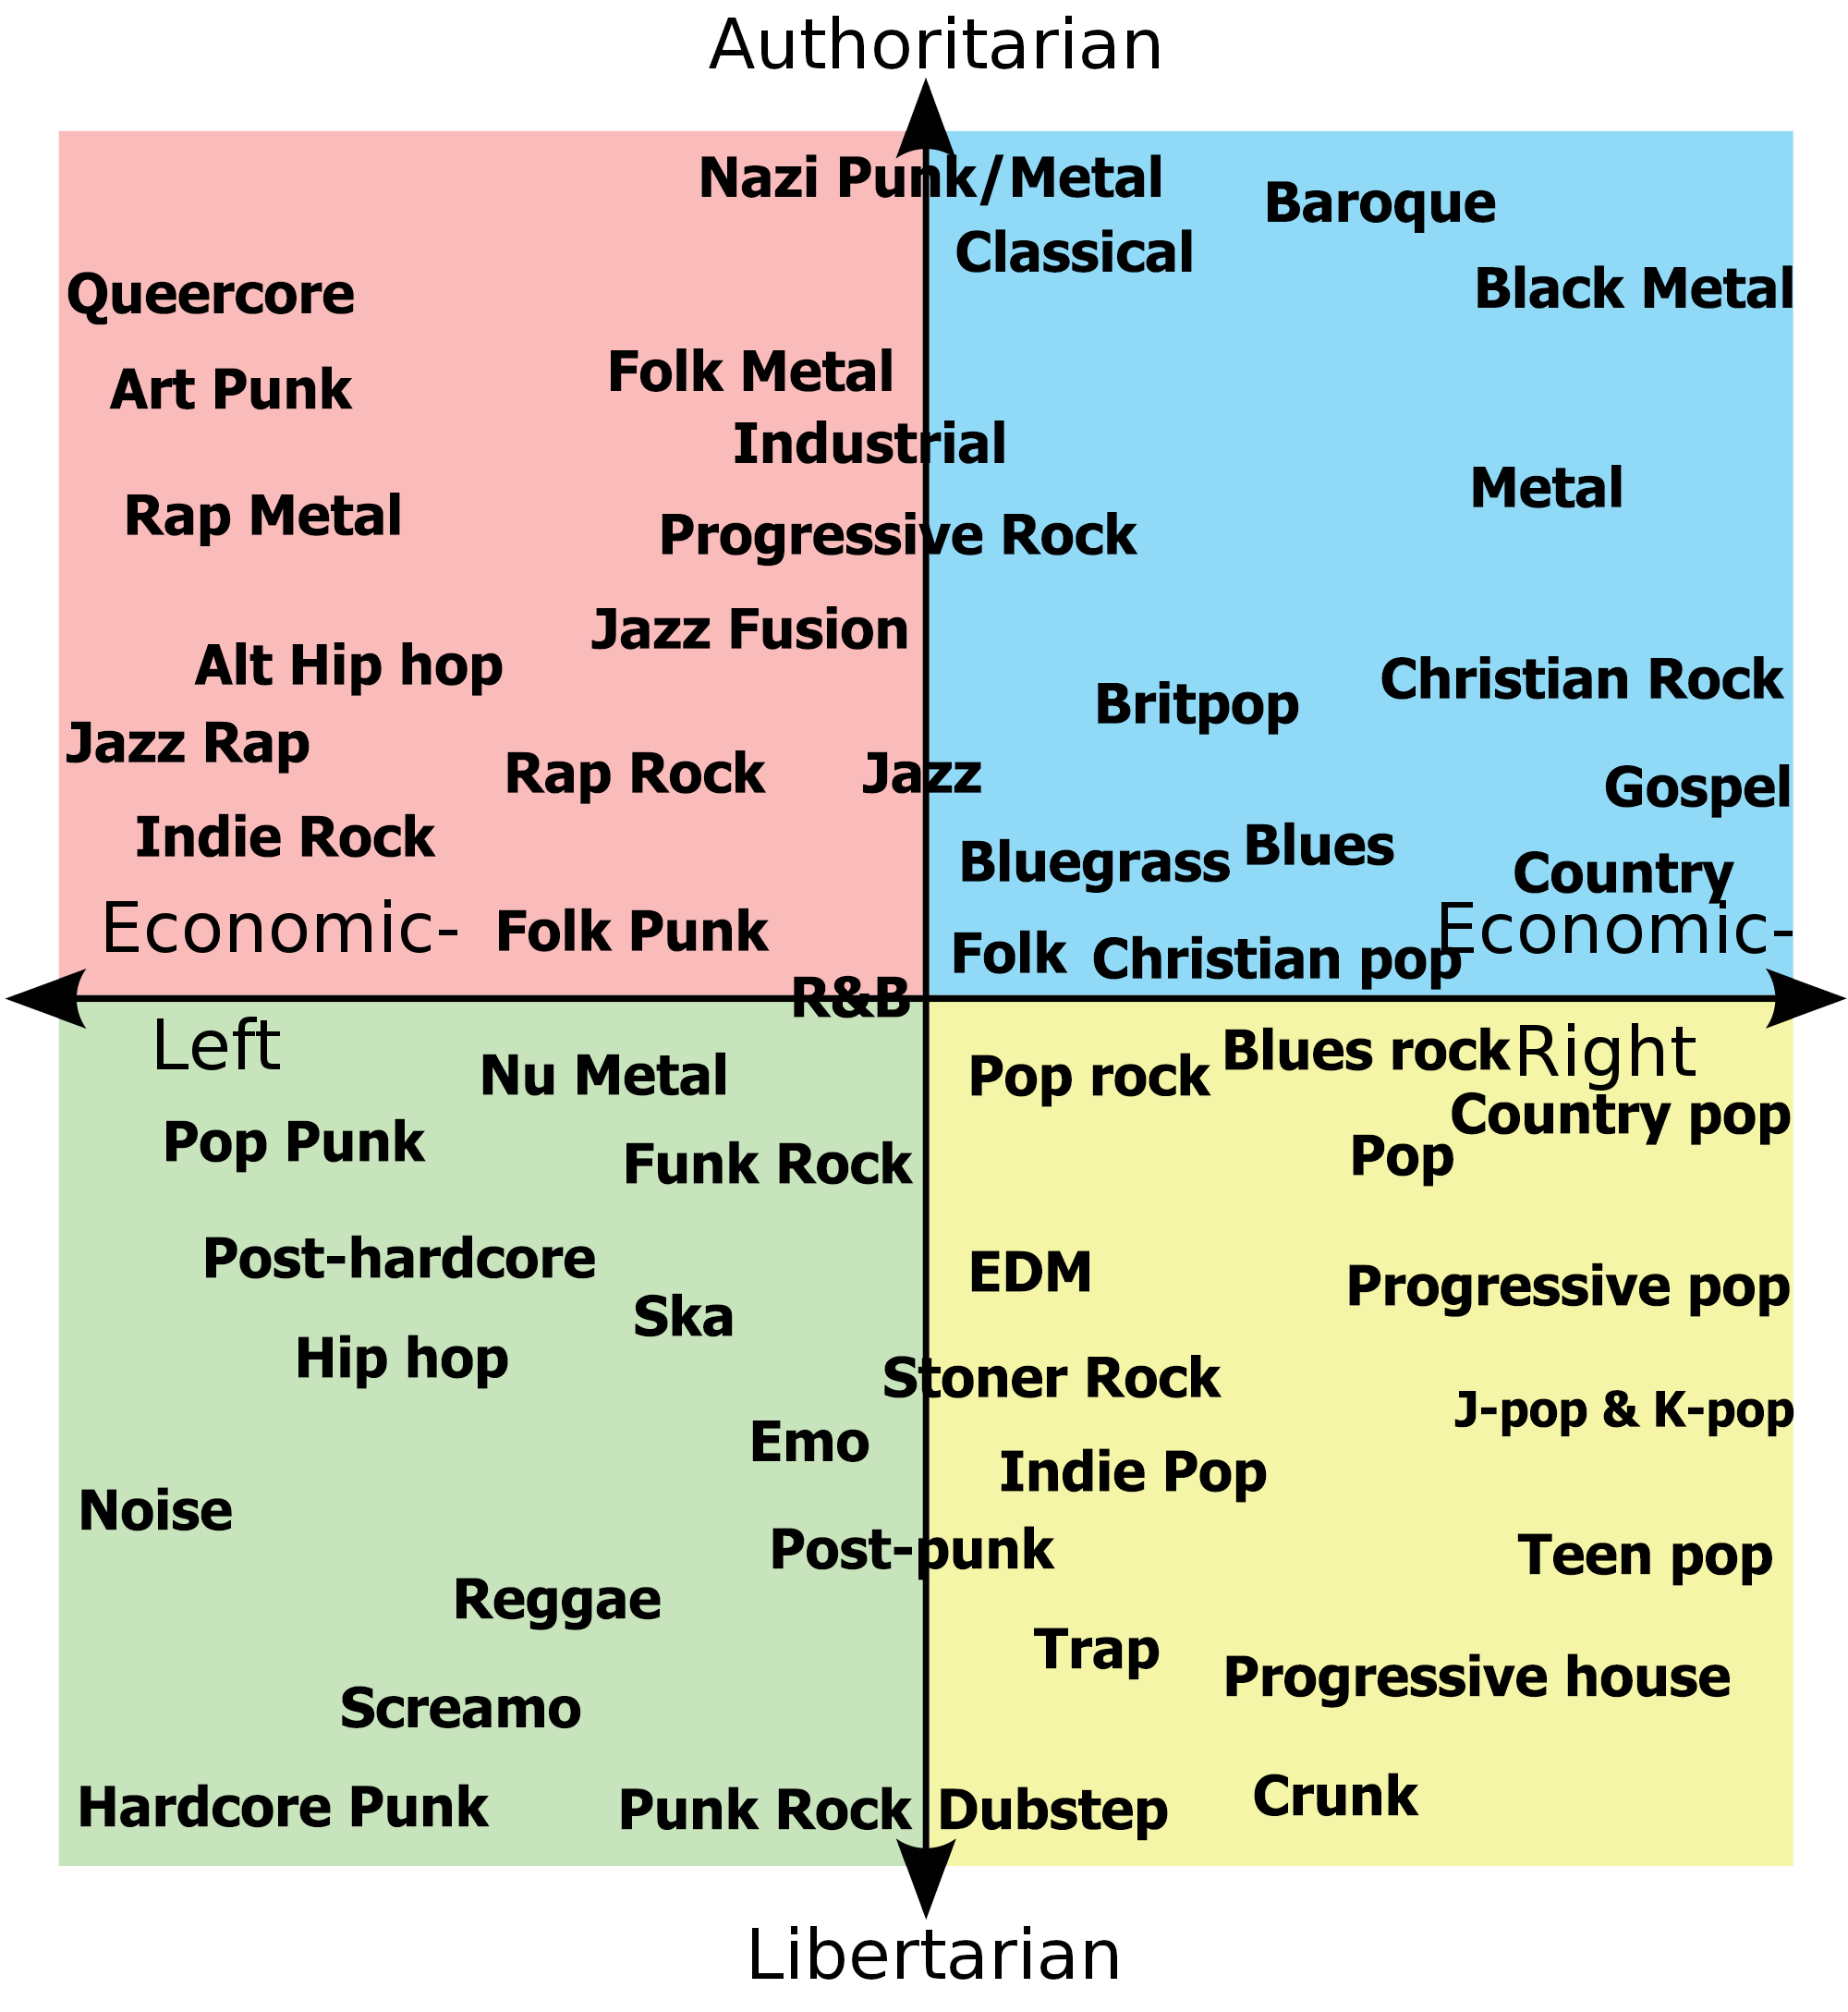 Authoritarian
Nazi Punk/Metal
Baroque
Classical
Queercore
Black Metal
Folk Metal
Art Punk
Industrial
Metal
Rap Metal
Progressive Rock
Jazz Fusion
Alt Hip hop
Christian Rock
Britpop
Jazz Rap
Rap Rock
Jazz
Gospel
Indie Rock
Blues
Bluegrass
Country
Economic-
Folk Punk
Economic-
Folk
Christian pop
R&B
Left
Blues rock
Right
Nu Metal
Pop rock
Country pop
Pop Punk
Pop
Funk Rock
Post-hardcore
EDM
Progressive pop
Ska
Hip hop
Stoner Rock
J-pop & K-pop
Emo
Indie Pop
Noise
Post-punk
Teen pop
Reggae
Trap
Progressive house
Screamo
Crunk
Hardcore Punk
Punk Rock
Dubstep
Libertarian